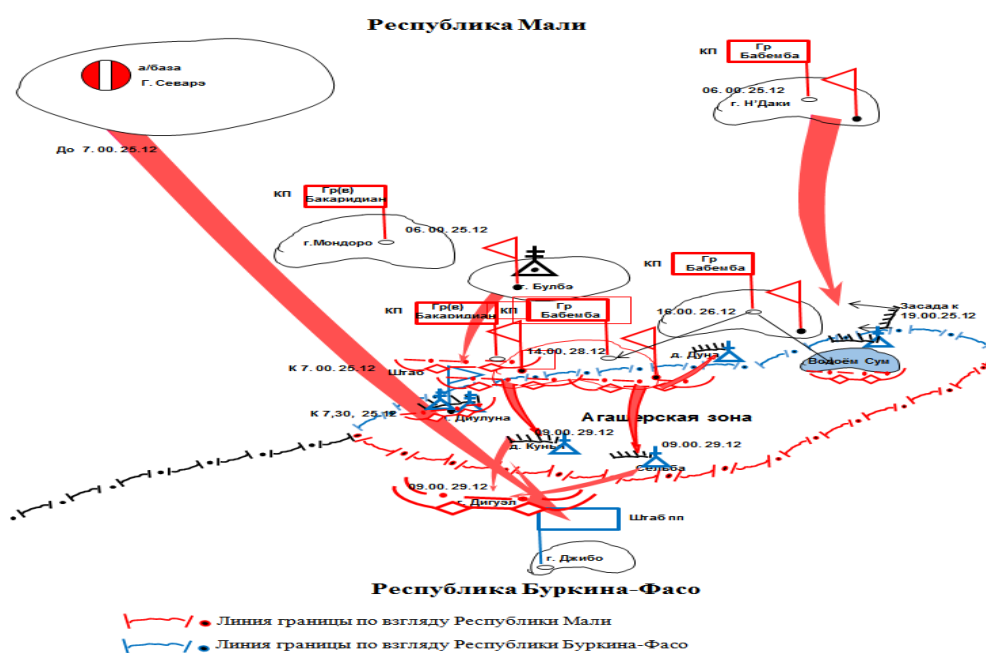 Республика Мали
КП
Гр
Бабемба
а/база
Г. Севарэ
06. 00. 25.12
г. Н'Даки
До 7. 00. 25.12
КП
Гр(в)
Бакаридиан
06. 00. 25.12
г.Мондоро
КП
Гр
Бабемба
г. Булбэ
КП
Гр(в)
Бакаридиан
КП
Гр
Бабемба
16.00. 26.12
Засада к
19.00.25.12
14.00. 28.12
д. Дуна
Водоём Сум
К 7. 00. 25.12
Штаб
К 7,30, 25.12
г. Диулуна
Агашерская зона
09.00. 29.12
д. Кунья
09.00. 29.12
Сельба
09.00. 29.12
г. Дигуэл
Штаб пп
г. Джибо
Республика Буркина-Фасо
Линия границы по взгляду Республики Мали
Линия границы по взгляду Республики Буркина-Фасо